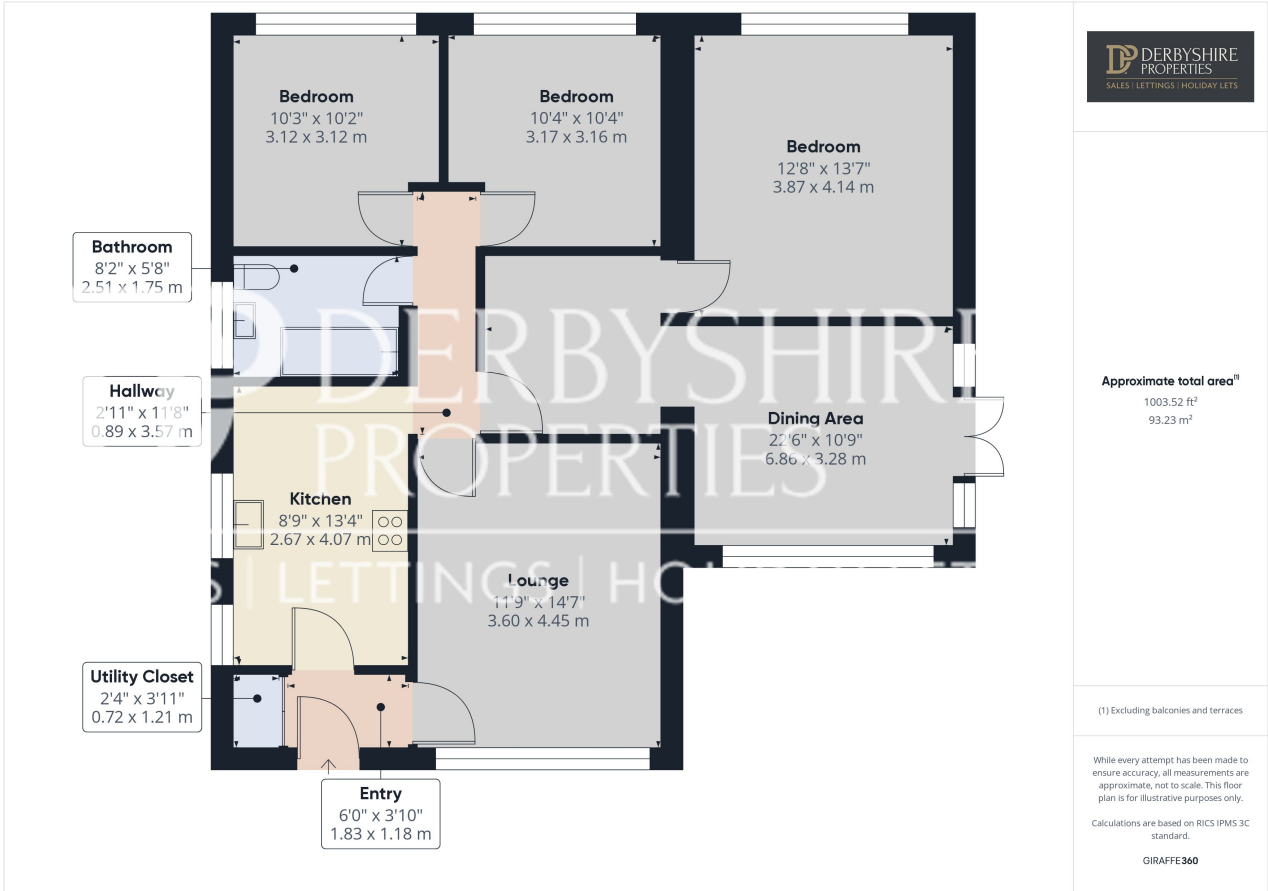 Bedroom
10'3" x 10'2"
3.12 x 3.12 m
Bedroom
10'4" x 10'4"
3.17 x 3.16 m
Bedroom
12'8" x 13'7"
3.87 x 4.14 m
Bathroom
8'2" x 5'8"
2.51 x 1.75 m
Hallway
2'11" x 11'8"
0.89 x 3.57 m
Dining Area
22'6" x 10'9"
6.86 x 3.28 m
Kitchen
8'9" x 13'4"
2.67 x 4.07 m
Lounge
11'9" x 14'7"
3.60 x 4.45 m
Utility Closet
2'4" x 3'11"
0.72 x 1.21 m
Entry
6'0" x 3'10"
1.83 x 1.18 m
DERBYSHIRE
PROPERTIES
S | LETTINGS | HOLIDAY LET
DP DERBYSHIRE
PROPERTIES
SALES | LETTINGS | HOLIDAY LETS
Approximate total area(1)
1003.52 ft²
93.23 m²
(1) Excluding balconies and terraces
While every attempt has been made to
ensure accuracy, all measurements are
approximate, not to scale. This floor
plan is for illustrative purposes only.
Calculations are based on RICS IPMS 3C
standard.
GIRAFFE360